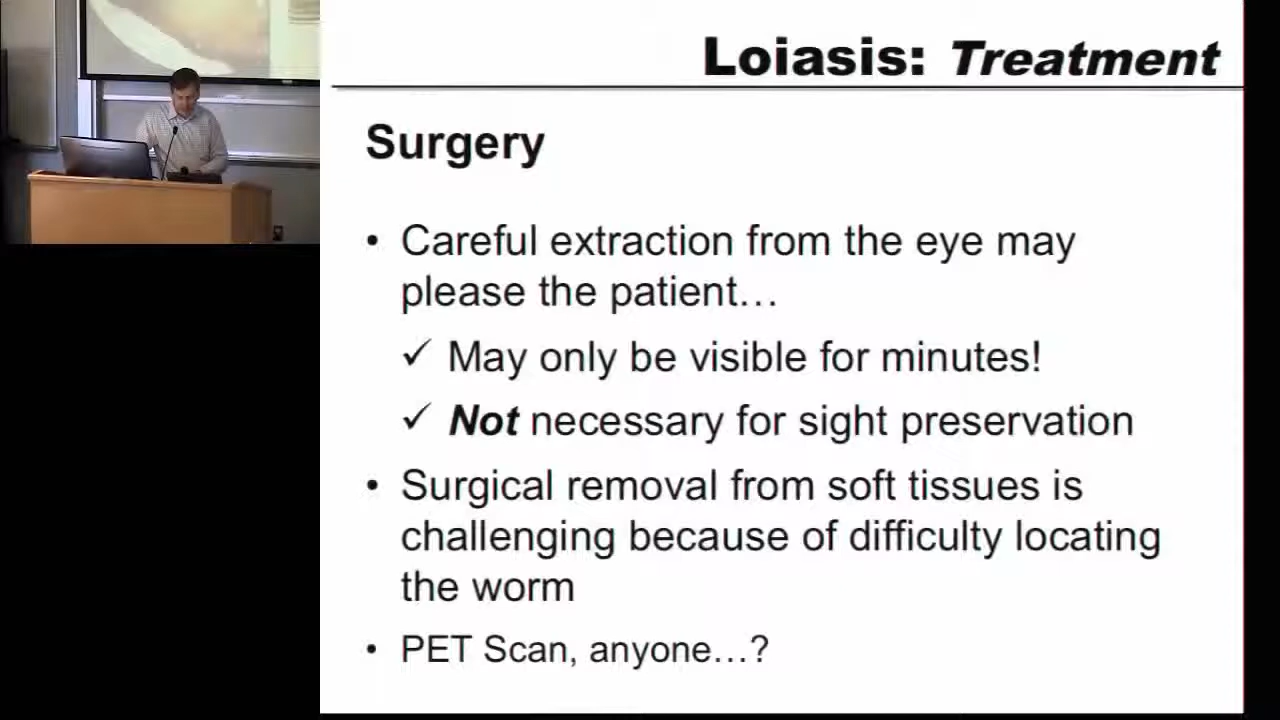 Loiasis: Treatment
Surgery
• Careful extraction from the eye may
please the patient…
✓ May only be visible for minutes!
✓ Not necessary for sight preservation
• Surgical removal from soft tissues is
challenging because of difficulty locating
the worm
• PET Scan, anyone…?